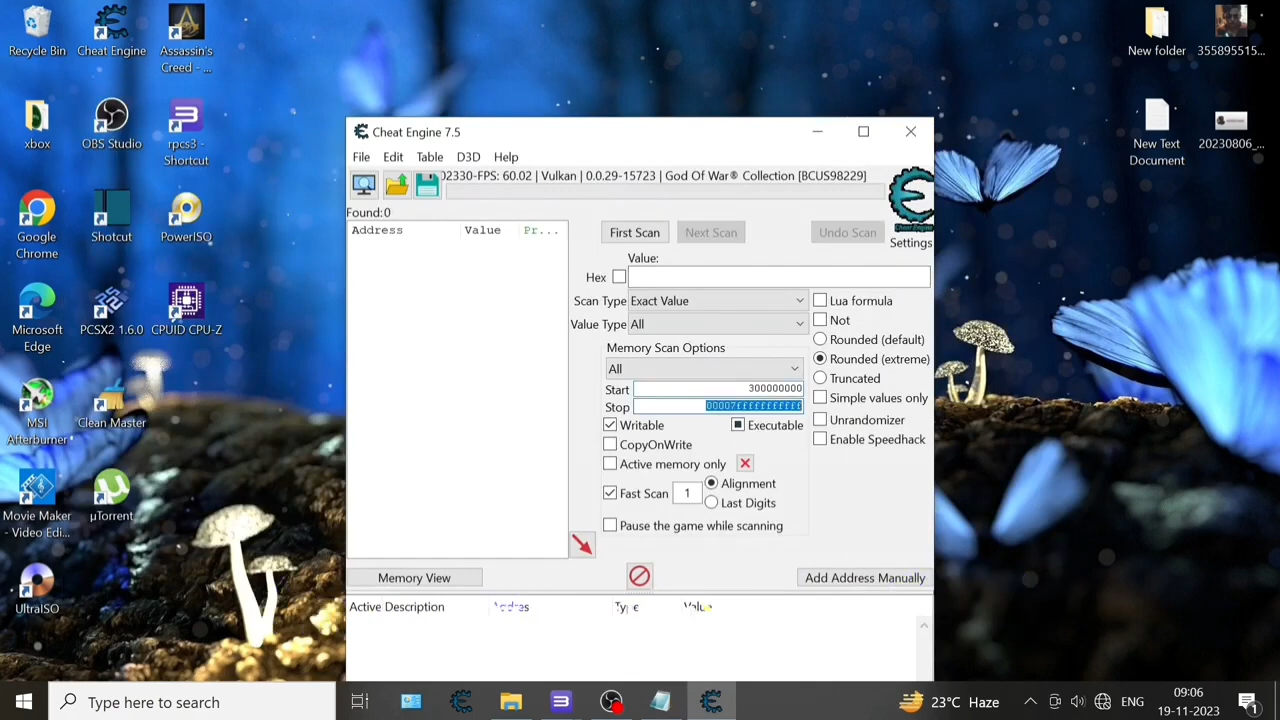 Recycle Bin
Cheat Engine
Assassin's
Creed - ...
xbox
OBS Studio
rpcs3 -
Shortcut
Google
Chrome
Shotcut
PowerISO
Microsoft
Edge
PCSX2 1.6.0
CPUID CPU-Z
MSI
Afterburner
Clean Master
Movie Maker
- Video Edi...
µTorrent
UltraISO
New folder
355895515...
New Text
Document
20230806_...
Cheat Engine 7.5
File Edit Table D3D Help
02330-FPS: 60.02 | Vulkan | 0.0.29-15723 | God Of War® Collection [BCUS98229]
Found:0
Address Value Pr...
First Scan Next Scan Undo Scan
Cheat Engine
Settings
Value:
Hex
Scan Type Exact Value
Lua formula
Value Type All
Not
Rounded (default)
Memory Scan Options
Rounded (extreme)
All
Truncated
Start 300000000
Simple values only
Stop 00007fffffffffff
Writable Executable
Unrandomizer
CopyOnWrite
Enable Speedhack
Active memory only
Fast Scan 1 Alignment
Last Digits
Pause the game while scanning
Memory View
Add Address Manually
Active Description Addres Type Value
Type here to search
23°C Haze
ENG
09:06
19-11-2023
1